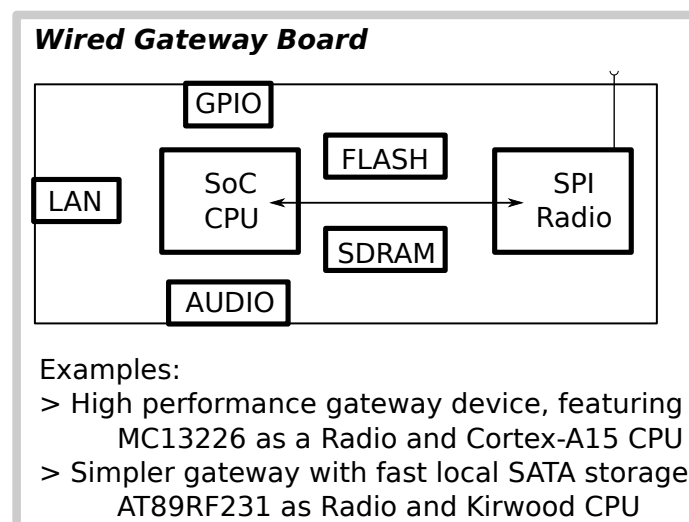 Wired Gateway Board
GPIO
FLASH
SoC
CPU
SPI
Radio
LAN
SDRAM
AUDIO
Examples:
> High performance gateway device, featuring
MC13226 as a Radio and Cortex-A15 CPU
> Simpler gateway with fast local SATA storage
AT89RF231 as Radio and Kirwood CPU